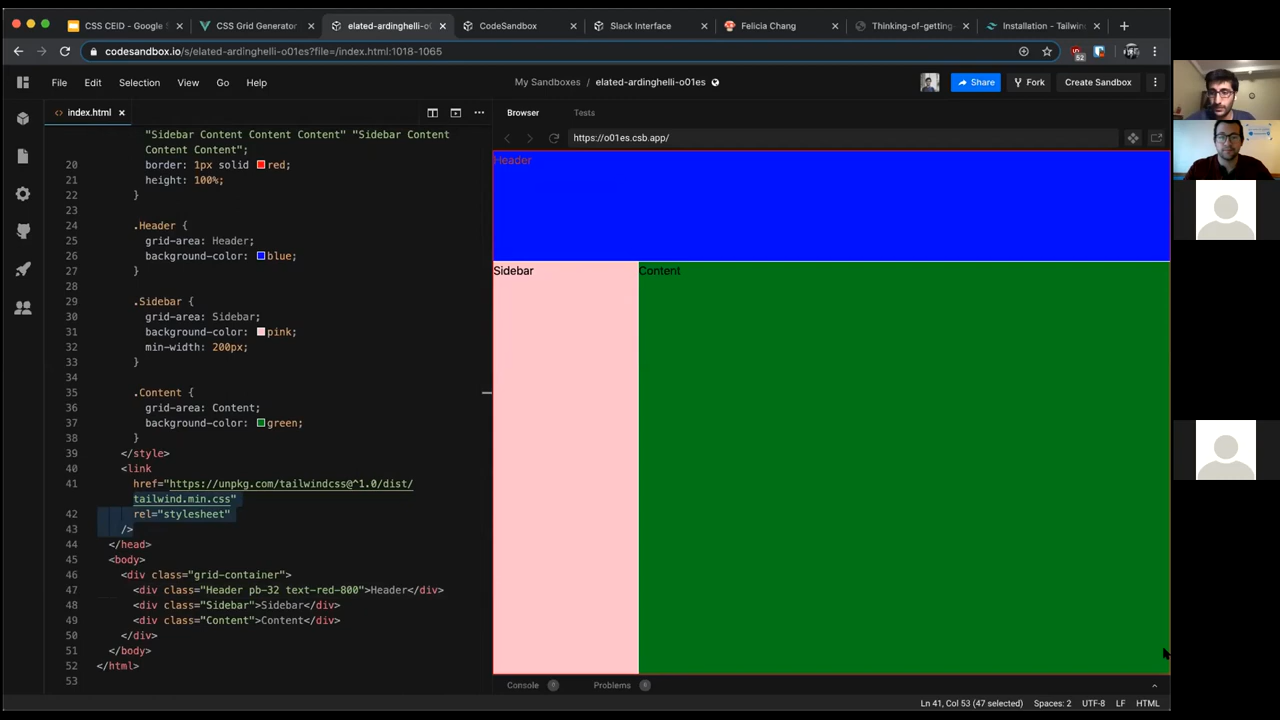 CSS CEID - Google
CSS Grid Generator
elated-ardinghelli-o01es
CodeSandbox
Slack Interface
Felicia Chang
Thinking-of-getting-
Installation - Tailwin
codesandbox.io/s/elated-ardinghelli-o01es?file=/index.html:1018-1065
52
File Edit Selection View Go Help
My Sandboxes / elated-ardinghelli-o01es
Share
Fork
Create Sandbox
index.html
Browser
Tests
https://o01es.csb.app/
"Sidebar Content Content Content" "Sidebar Content
Content Content";
20 border: 1px solid red;
21 height: 100%;
22 }
23
24 .Header {
25 grid-area: Header;
26 background-color: blue;
27 }
28
29 .Sidebar {
30 grid-area: Sidebar;
31 background-color: pink;
32 min-width: 200px;
33 }
34
35 .Content {
36 grid-area: Content;
37 background-color: green;
38 }
39 </style>
40 <link
41 href="https://unpkg.com/tailwindcss@^1.0/dist/
tailwind.min.css"
42 rel="stylesheet"
43 />
44 </head>
45 <body>
46 <div class="grid-container">
47 <div class="Header pb-32 text-red-800">Header</div>
48 <div class="Sidebar">Sidebar</div>
49 <div class="Content">Content</div>
50 </div>
51 </body>
52 </html>
53
Header
Sidebar
Content
Console 0
Problems 0
Ln 41, Col 53 (47 selected) Spaces: 2 UTF-8 LF HTML